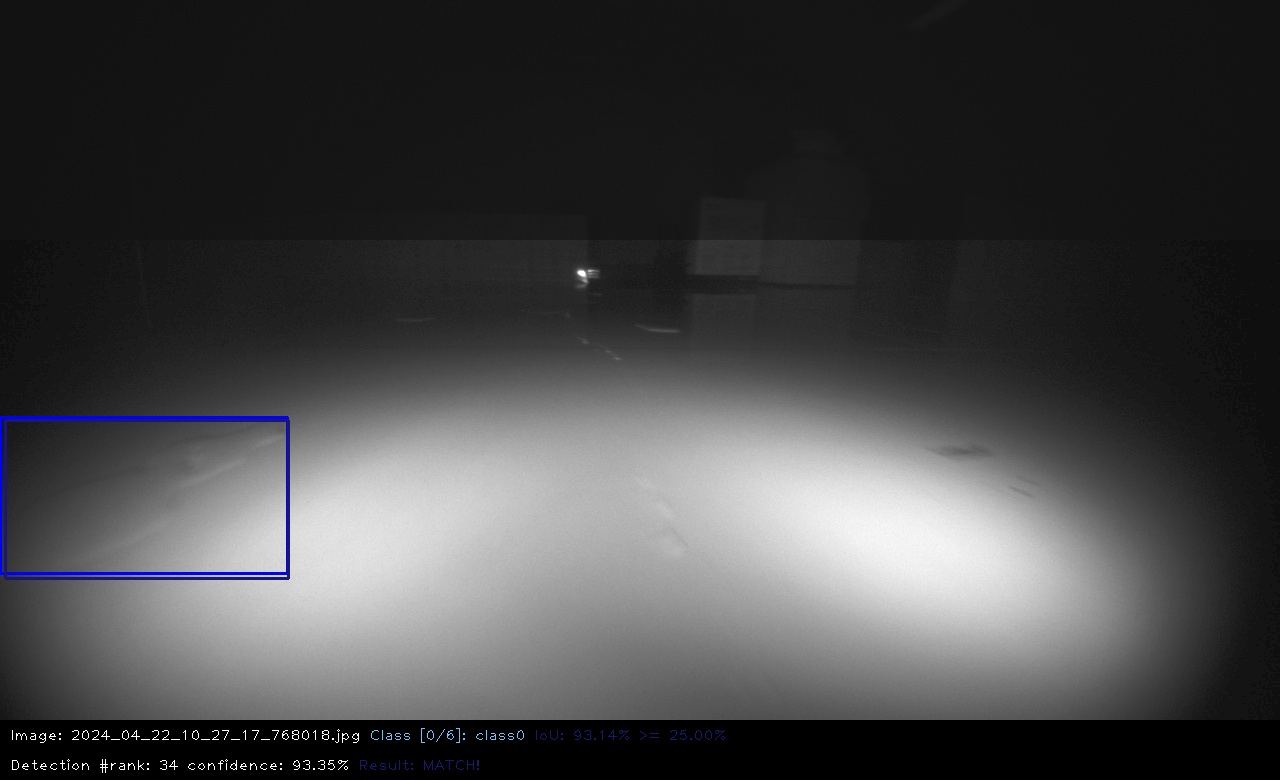 Image: 2024_04_22_10_27_17_768018.jpg Class [0/6]: class0 IoU: 93.14% >= 25.00%
Detection #rank: 34 confidence: 93.35% Result: MATCH!